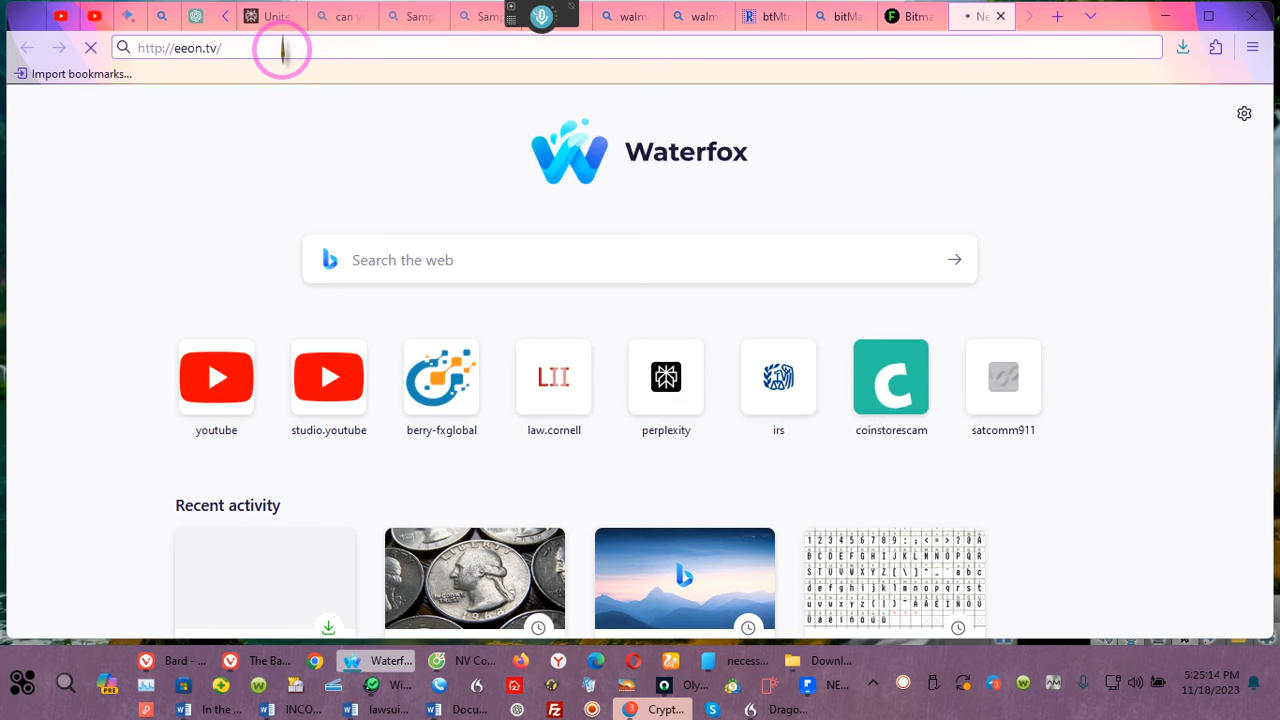 Unite
can y
Samp
Samp
walm
walm
btMtr
bitMa
Bitma
Ne
http://eeon.tv/
Import bookmarks...
Waterfox
Search the web
LII
youtube
studio.youtube
berry-fxglobal
law.cornell
perplexity
irs
coinstorescam
satcomm911
Recent activity
Bard - ...
The Ba...
Waterf...
NV Co...
necess...
Downl...
PRE
Wi...
Oly...
NE...
In the ...
INCO...
lawsui...
Docu...
Crypt...
Drago...
5:25:14 PM
11/18/2023